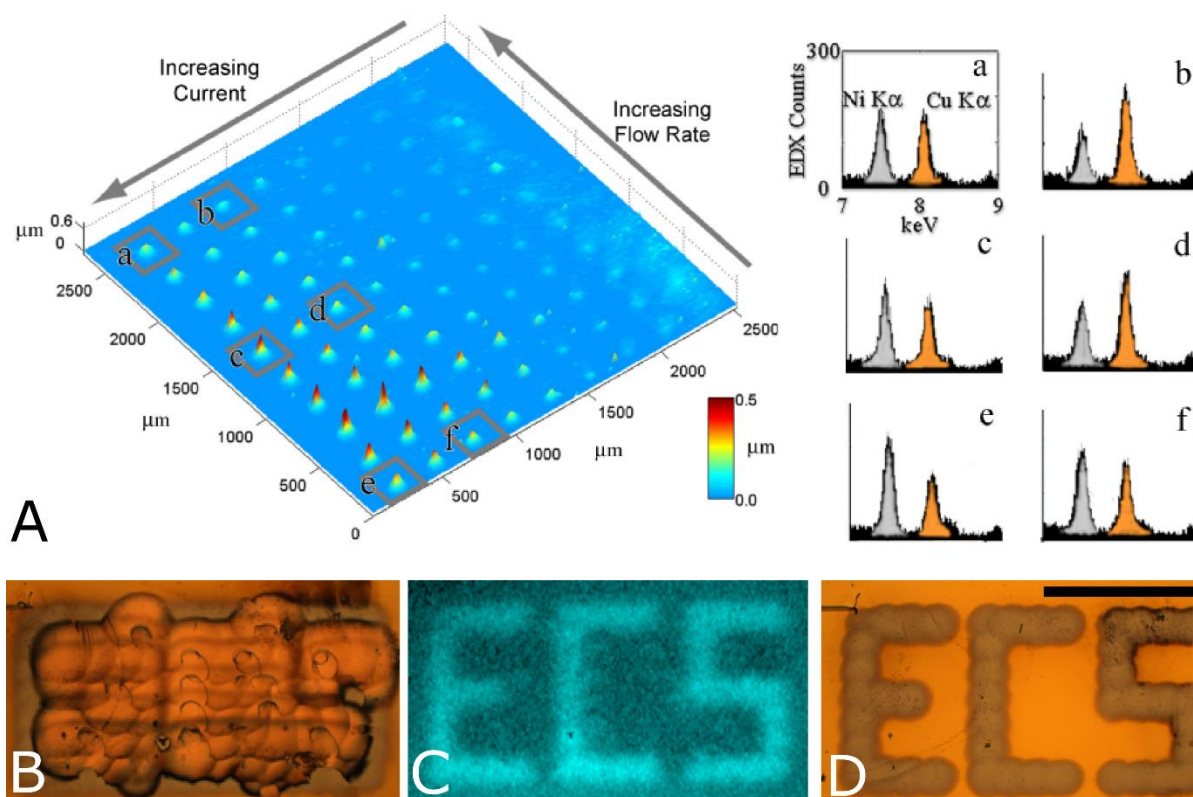 Increasing
Current
Increasing
Flow Rate
μm
0.6
0
2500
2000
1500
1000
500
0
μm
500
1000
1500
2000
2500
μm
0.5
μm
0.0
a
b
c
d
e
f
A
300
EDX Counts
0
Ni Kα
Cu Kα
a
7
8
9
keV
b
c
d
e
f
B
ECS
C
ECS
D